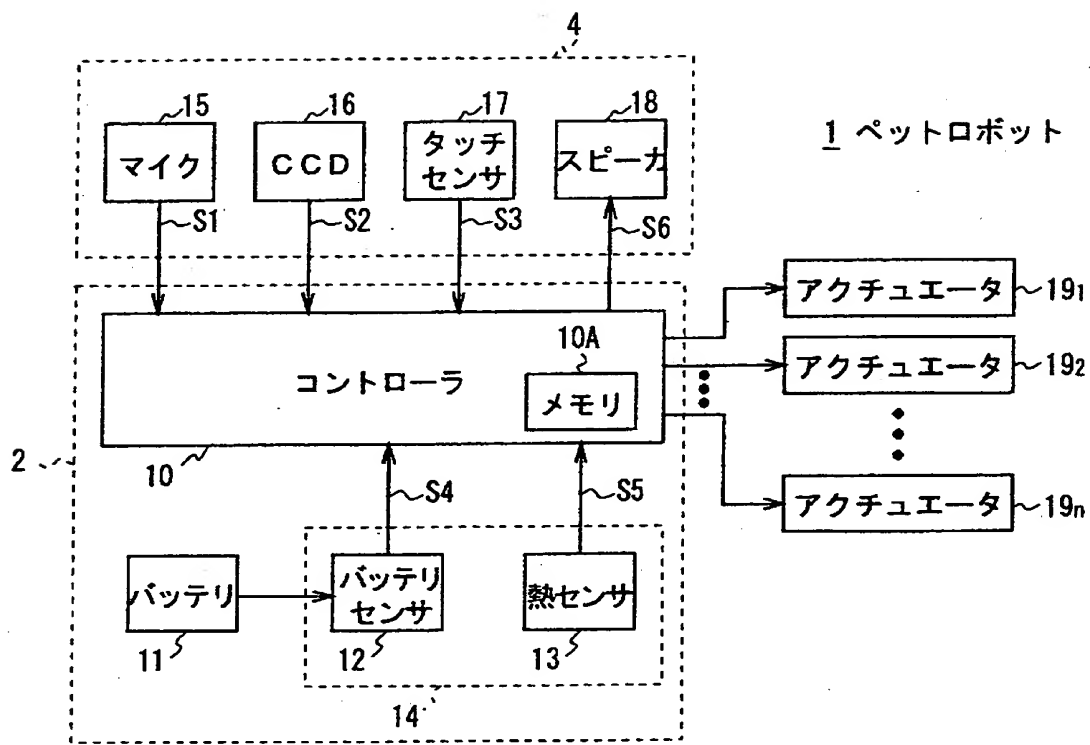 4
15
16
17
18
1 ペットロボット
マイク
CCD
タッチ
センサ
スピーカ
S1
S2
S3
S6
アクチュエータ
19₁
10A
コントローラ
メモリ
アクチュエータ
19₂
2
10
S4
S5
アクチュエータ
19n
バッテリ
バッテリ
センサ
熱センサ
11
12
13
14